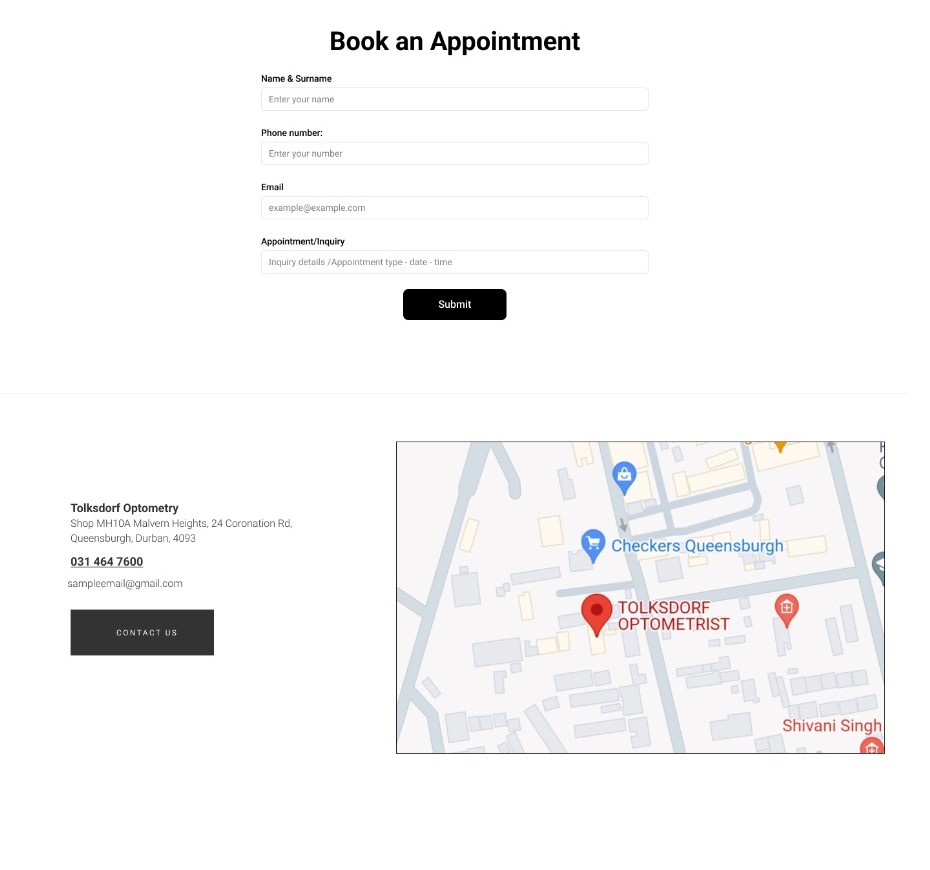 Book an Appointment
Name & Surname
Enter your name
Phone number:
Enter your number
Email
example@example.com
Appointment/Inquiry
Inquiry details /Appointment type - date - time
Submit
Tolksdorf Optometry
Shop MH10A Malvern Heights, 24 Coronation Rd,
Queensburgh, Durban, 4093
031 464 7600
sampleemail@gmail.com
CONTACT US
Checkers Queensburgh
TOLKSDORF
OPTOMETRIST
Shivani Singh